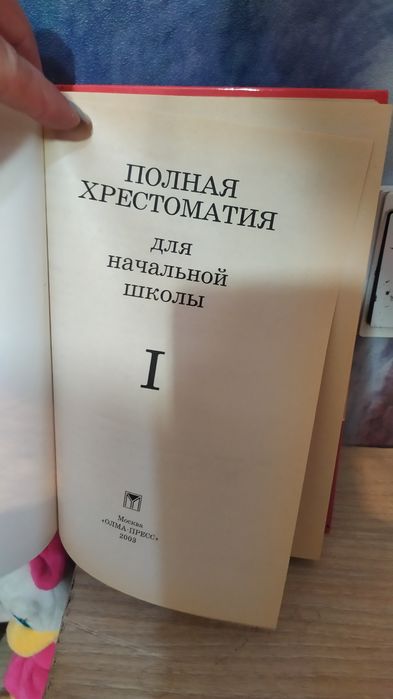 ПОЛНАЯ
ХРЕСТОМАТИЯ
для
начальной
школы
I
Москва
«ОЛМА-ПРЕСС»
2003